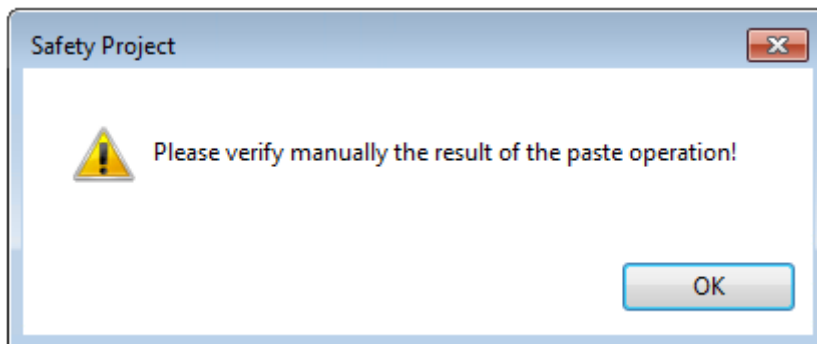 Safety Project
Please verify manually the result of the paste operation!
OK